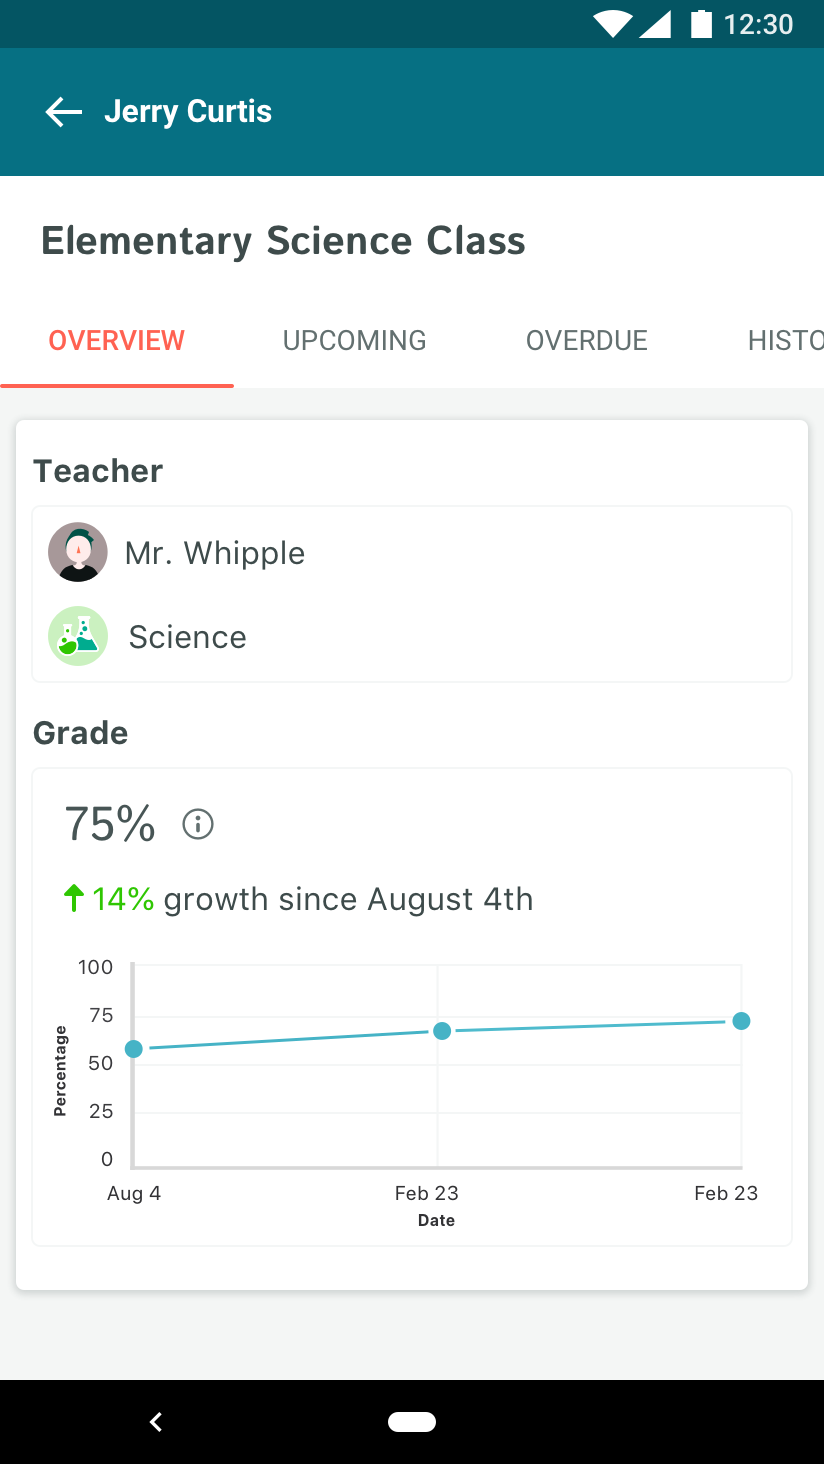 12:30
Jerry Curtis
Elementary Science Class
OVERVIEW UPCOMING OVERDUE HISTO
Teacher
Mr. Whipple
Science
Grade
75%
14% growth since August 4th
100
75
50
25
0
Percentage
Aug 4 Feb 23 Feb 23
Date